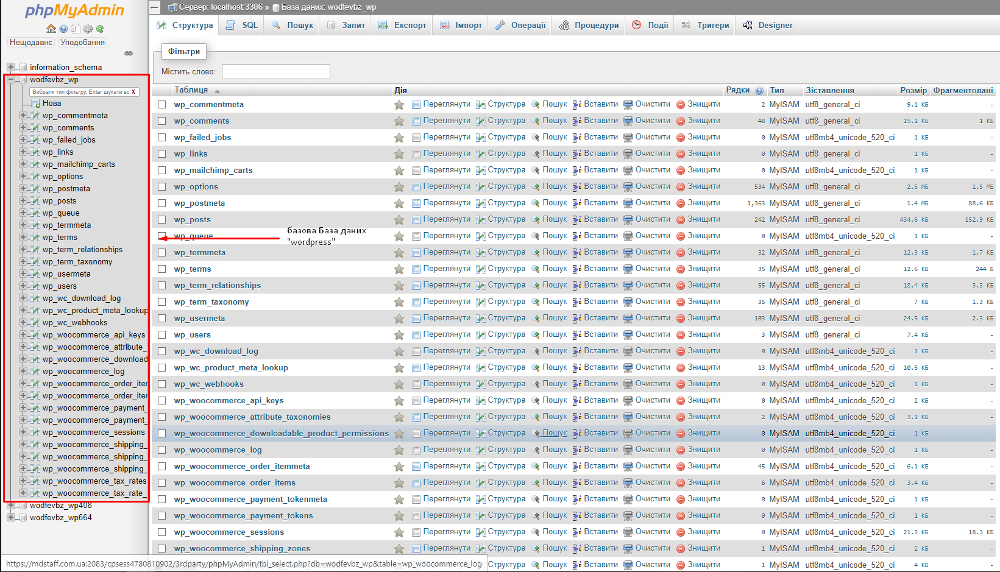 phpMyAdmin
Нещодавнє Уподобання
information_schema
wodfevbz_wp
Вибрати тип фільтру, Enter шукати вс X
Нова
wp_commentmeta
wp_comments
wp_failed_jobs
wp_links
wp_mailchimp_carts
wp_options
wp_postmeta
wp_posts
wp_queue
wp_termmeta
wp_terms
wp_term_relationships
wp_term_taxonomy
wp_usermeta
wp_users
wp_wc_download_log
wp_wc_product_meta_lookup
wp_wc_webhooks
wp_woocommerce_api_keys
wp_woocommerce_attribute_
wp_woocommerce_download
wp_woocommerce_log
wp_woocommerce_order_iter
wp_woocommerce_order_iter
wp_woocommerce_payment_
wp_woocommerce_payment_
wp_woocommerce_sessions
wp_woocommerce_shipping_
wp_woocommerce_shipping_
wp_woocommerce_shipping_
wp_woocommerce_tax_rates
wp_woocommerce_tax_rate_
wodfevbz_wp408
wodfevbz_wp664
Сервер: localhost:3306 » База даних: wodfevbz_wp
Структура SQL Пошук Запит Експорт Імпорт Операції Процедури Події Тригери Designer
Фільтри
Містить слово:
Таблиця Дія Рядки Тип Зіставлення Розмір Фрагментовані
wp_commentmeta Переглянути Структура Пошук Вставити Очистити Знищити 2 MyISAM utf8_general_ci 9.1 КБ -
wp_comments Переглянути Структура Пошук Вставити Очистити Знищити 48 MyISAM utf8_general_ci 15.1 КБ 1 КБ
wp_failed_jobs Переглянути Структура Пошук Вставити Очистити Знищити 0 MyISAM utf8mb4_unicode_520_ci 1 КБ -
wp_links Переглянути Структура Пошук Вставити Очистити Знищити 0 MyISAM utf8_general_ci 1 КБ -
wp_mailchimp_carts Переглянути Структура Пошук Вставити Очистити Знищити 0 MyISAM utf8mb4_unicode_520_ci 1 КБ -
wp_options Переглянути Структура Пошук Вставити Очистити Знищити 534 MyISAM utf8_general_ci 2.5 МБ 1.5 МБ
wp_postmeta Переглянути Структура Пошук Вставити Очистити Знищити 1,363 MyISAM utf8_general_ci 1.4 МБ 88.6 КБ
wp_posts Переглянути Структура Пошук Вставити Очистити Знищити 242 MyISAM utf8_general_ci 434.6 КБ 152.9 КБ
wp_queue Переглянути Структура Пошук Вставити Очистити Знищити 0 MyISAM utf8mb4_unicode_520_ci 1 КБ -
базова База даних
"wordpress"
wp_termmeta Переглянути Структура Пошук Вставити Очистити Знищити 32 MyISAM utf8_general_ci 12.3 КБ 1.7 КБ
wp_terms Переглянути Структура Пошук Вставити Очистити Знищити 35 MyISAM utf8_general_ci 12.6 КБ 244 Б
wp_term_relationships Переглянути Структура Пошук Вставити Очистити Знищити 55 MyISAM utf8_general_ci 18.4 КБ 3.3 КБ
wp_term_taxonomy Переглянути Структура Пошук Вставити Очистити Знищити 35 MyISAM utf8_general_ci 7 КБ 1.3 КБ
wp_usermeta Переглянути Структура Пошук Вставити Очистити Знищити 103 MyISAM utf8_general_ci 24.5 КБ 2.3 КБ
wp_users Переглянути Структура Пошук Вставити Очистити Знищити 3 MyISAM utf8_general_ci 7.4 КБ -
wp_wc_download_log Переглянути Структура Пошук Вставити Очистити Знищити 0 MyISAM utf8mb4_unicode_520_ci 1 КБ -
wp_wc_product_meta_lookup Переглянути Структура Пошук Вставити Очистити Знищити 13 MyISAM utf8mb4_unicode_520_ci 10.5 КБ -
wp_wc_webhooks Переглянути Структура Пошук Вставити Очистити Знищити 0 MyISAM utf8mb4_unicode_520_ci 1 КБ -
wp_woocommerce_api_keys Переглянути Структура Пошук Вставити Очистити Знищити 0 MyISAM utf8mb4_unicode_520_ci 2 КБ -
wp_woocommerce_attribute_taxonomies Переглянути Структура Пошук Вставити Очистити Знищити 2 MyISAM utf8mb4_unicode_520_ci 3.1 КБ -
wp_woocommerce_downloadable_product_permissions Переглянути Структура Пошук Вставити Очистити Знищити 0 MyISAM utf8mb4_unicode_520_ci 1 КБ -
wp_woocommerce_log Переглянути Структура Пошук Вставити Очистити Знищити 0 MyISAM utf8mb4_unicode_520_ci 1 КБ -
wp_woocommerce_order_itemmeta Переглянути Структура Пошук Вставити Очистити Знищити 45 MyISAM utf8mb4_unicode_520_ci 6.1 КБ -
wp_woocommerce_order_items Переглянути Структура Пошук Вставити Очистити Знищити 6 MyISAM utf8mb4_unicode_520_ci 3.4 КБ -
wp_woocommerce_payment_tokenmeta Переглянути Структура Пошук Вставити Очистити Знищити 0 MyISAM utf8mb4_unicode_520_ci 1 КБ -
wp_woocommerce_payment_tokens Переглянути Структура Пошук Вставити Очистити Знищити 0 MyISAM utf8mb4_unicode_520_ci 1 КБ -
wp_woocommerce_sessions Переглянути Структура Пошук Вставити Очистити Знищити 1 MyISAM utf8mb4_unicode_520_ci 21.3 КБ 18.3 КБ
wp_woocommerce_shipping_zones Переглянути Структура Пошук Вставити Очистити Знищити 1 MyISAM utf8mb4_unicode_520_ci 2 КБ -
Структура Пошук Вставити Очистити Знищити 1 MyISAM utf8mb4_unicode_520_ci 4 КБ -
https://mdstaff.com.ua:2083/cpsess4780810902/3rdparty/phpMyAdmin/tbl_select.php?db=wodfevbz_wp&table=wp_woocommerce_log